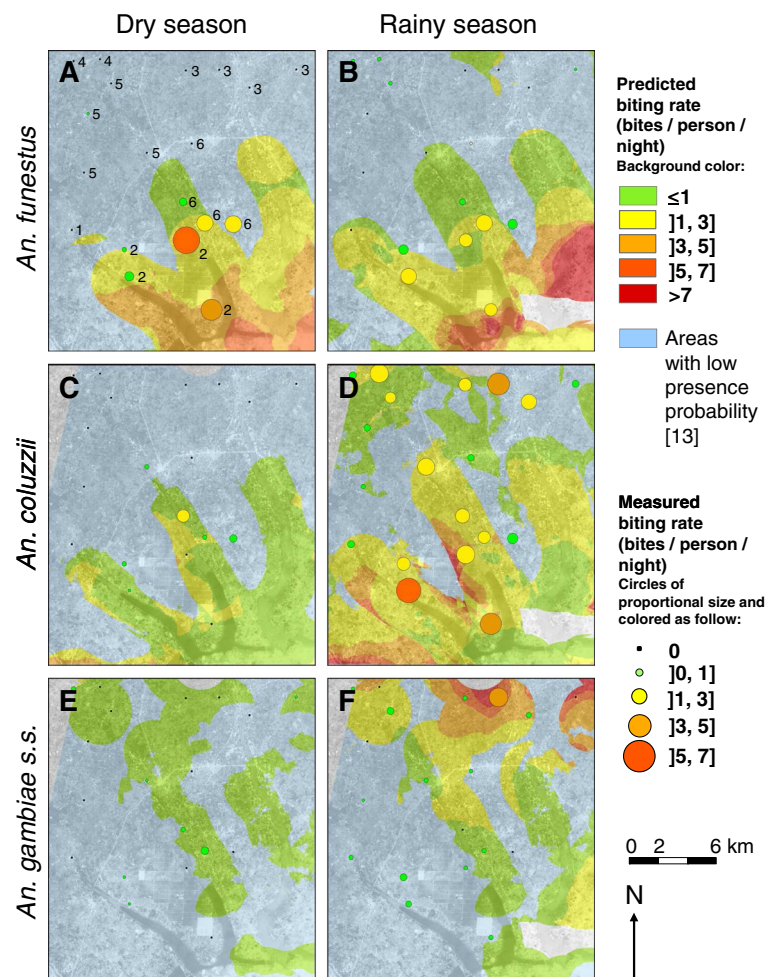 Dry season
Rainy season
An. funestus
A
4
4
3
3
3
5
3
5
5
6
5
6
6
6
1
2
2
2
2
B
An. coluzzii
C
D
An. gambiae s.s.
E
F
Predicted
biting rate
(bites / person /
night)
Background color:
≤1
]1, 3]
]3, 5]
]5, 7]
>7
Areas
with low
presence
probability
[13]
Measured
biting rate
(bites / person /
night)
Circles of
proportional size and
colored as follow:
0
]0, 1]
]1, 3]
]3, 5]
]5, 7]
0 2 6 km
N